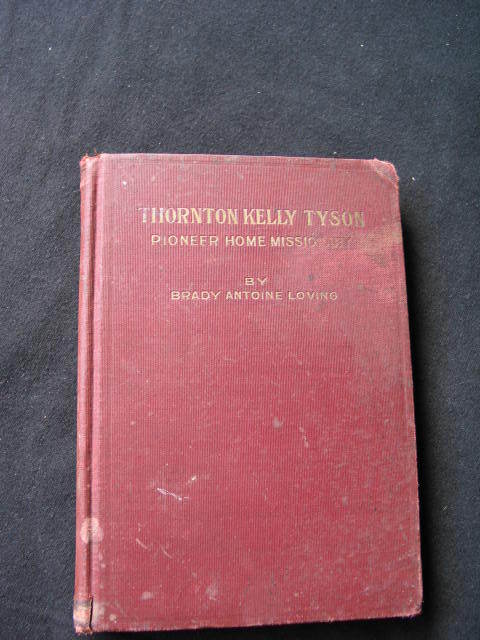 THORNTON KELLY TYSON
PIONEER HOME MISSIONARY
BY
BRADY ANTOINE LOVING